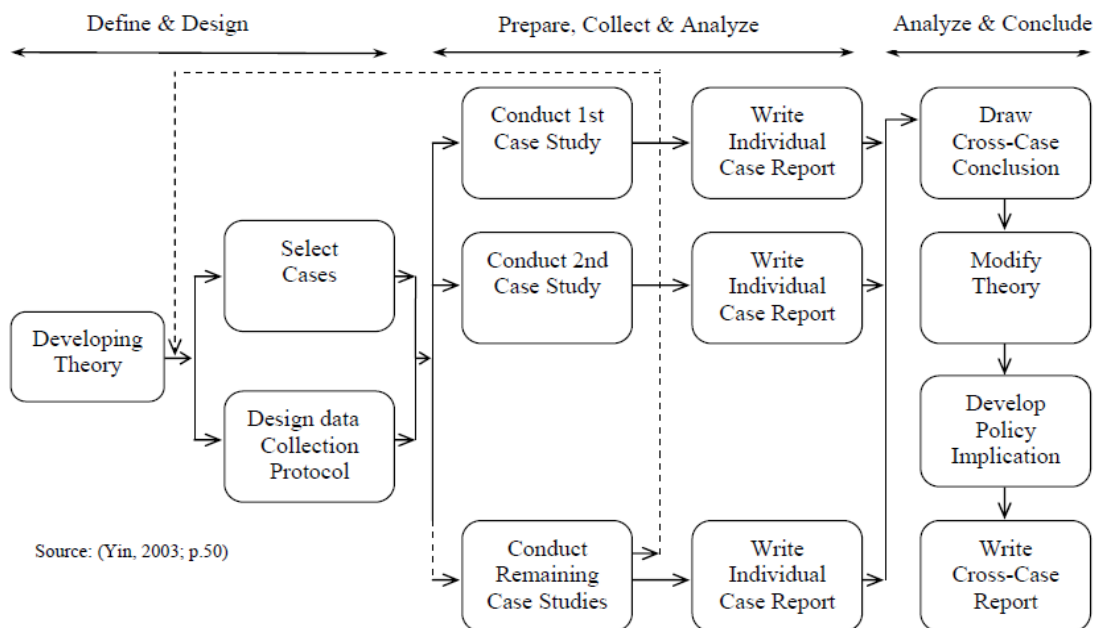 Define & Design
Prepare, Collect & Analyze
Analyze & Conclude
Conduct 1st
Case Study
Write
Individual
Case Report
Draw
Cross-Case
Conclusion
Select
Cases
Conduct 2nd
Case Study
Write
Individual
Case Report
Modify
Theory
Developing
Theory
Design data
Collection
Protocol
Develop
Policy
Implication
Source: (Yin, 2003; p.50)
Conduct
Remaining
Case Studies
Write
Individual
Case Report
Write
Cross-Case
Report